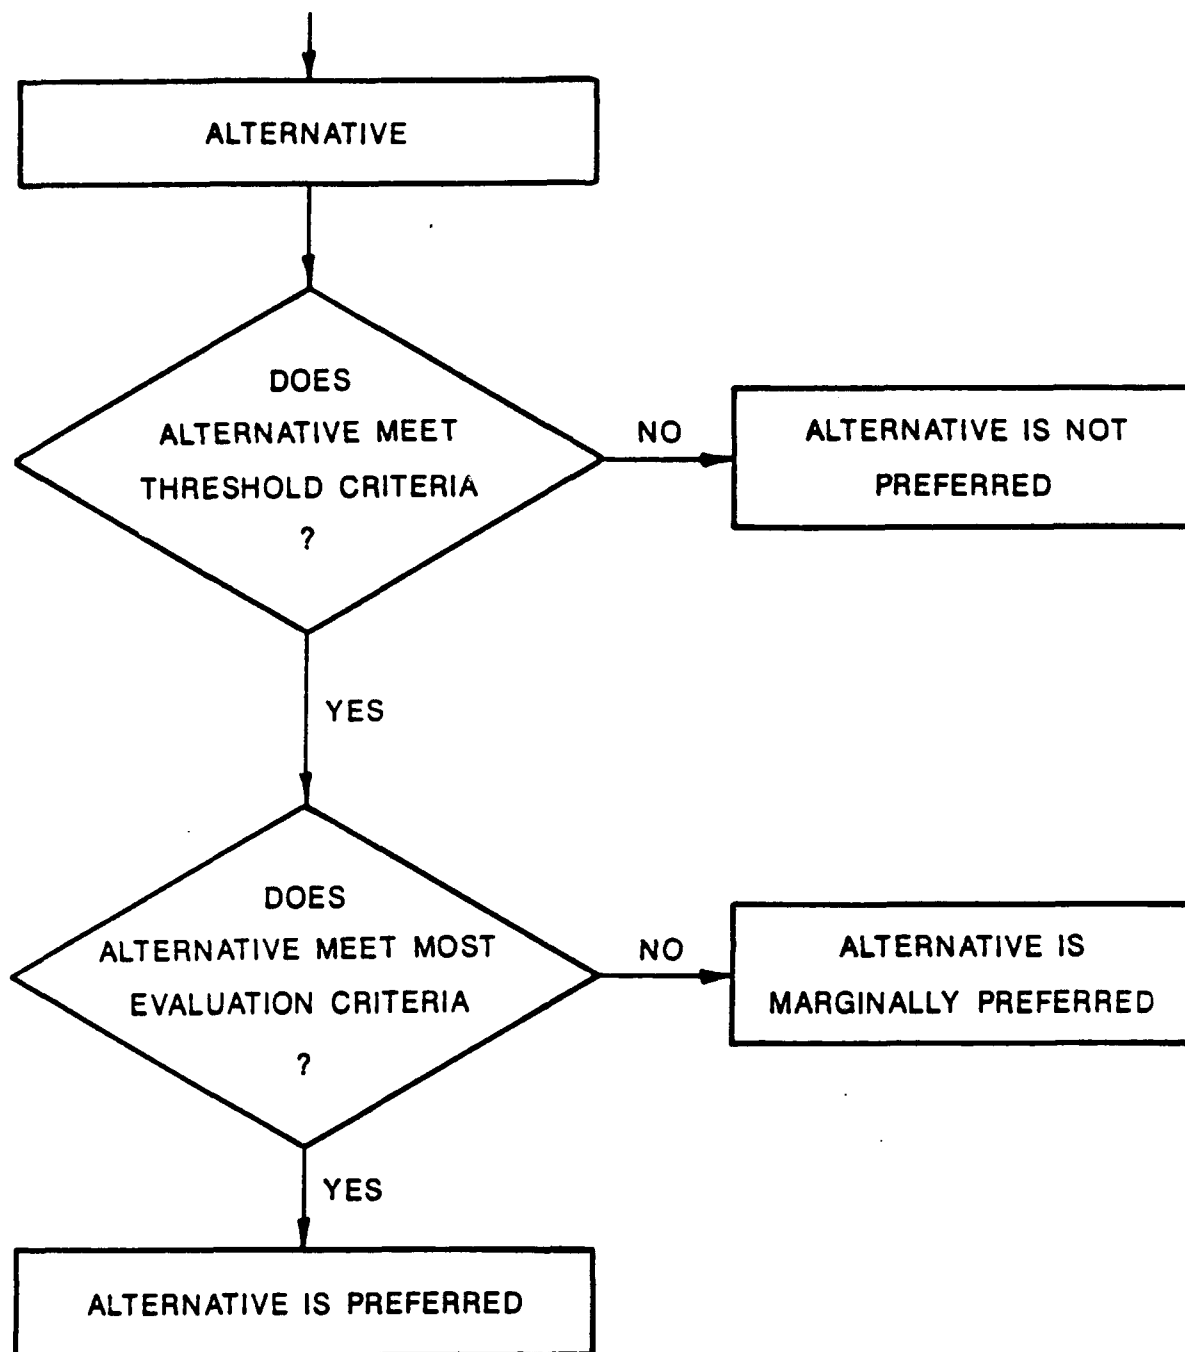 ALTERNATIVE
DOES
ALTERNATIVE MEET
THRESHOLD CRITERIA
?
NO
ALTERNATIVE IS NOT
PREFERRED
YES
DOES
ALTERNATIVE MEET MOST
EVALUATION CRITERIA
?
NO
ALTERNATIVE IS
MARGINALLY PREFERRED
YES
ALTERNATIVE IS PREFERRED